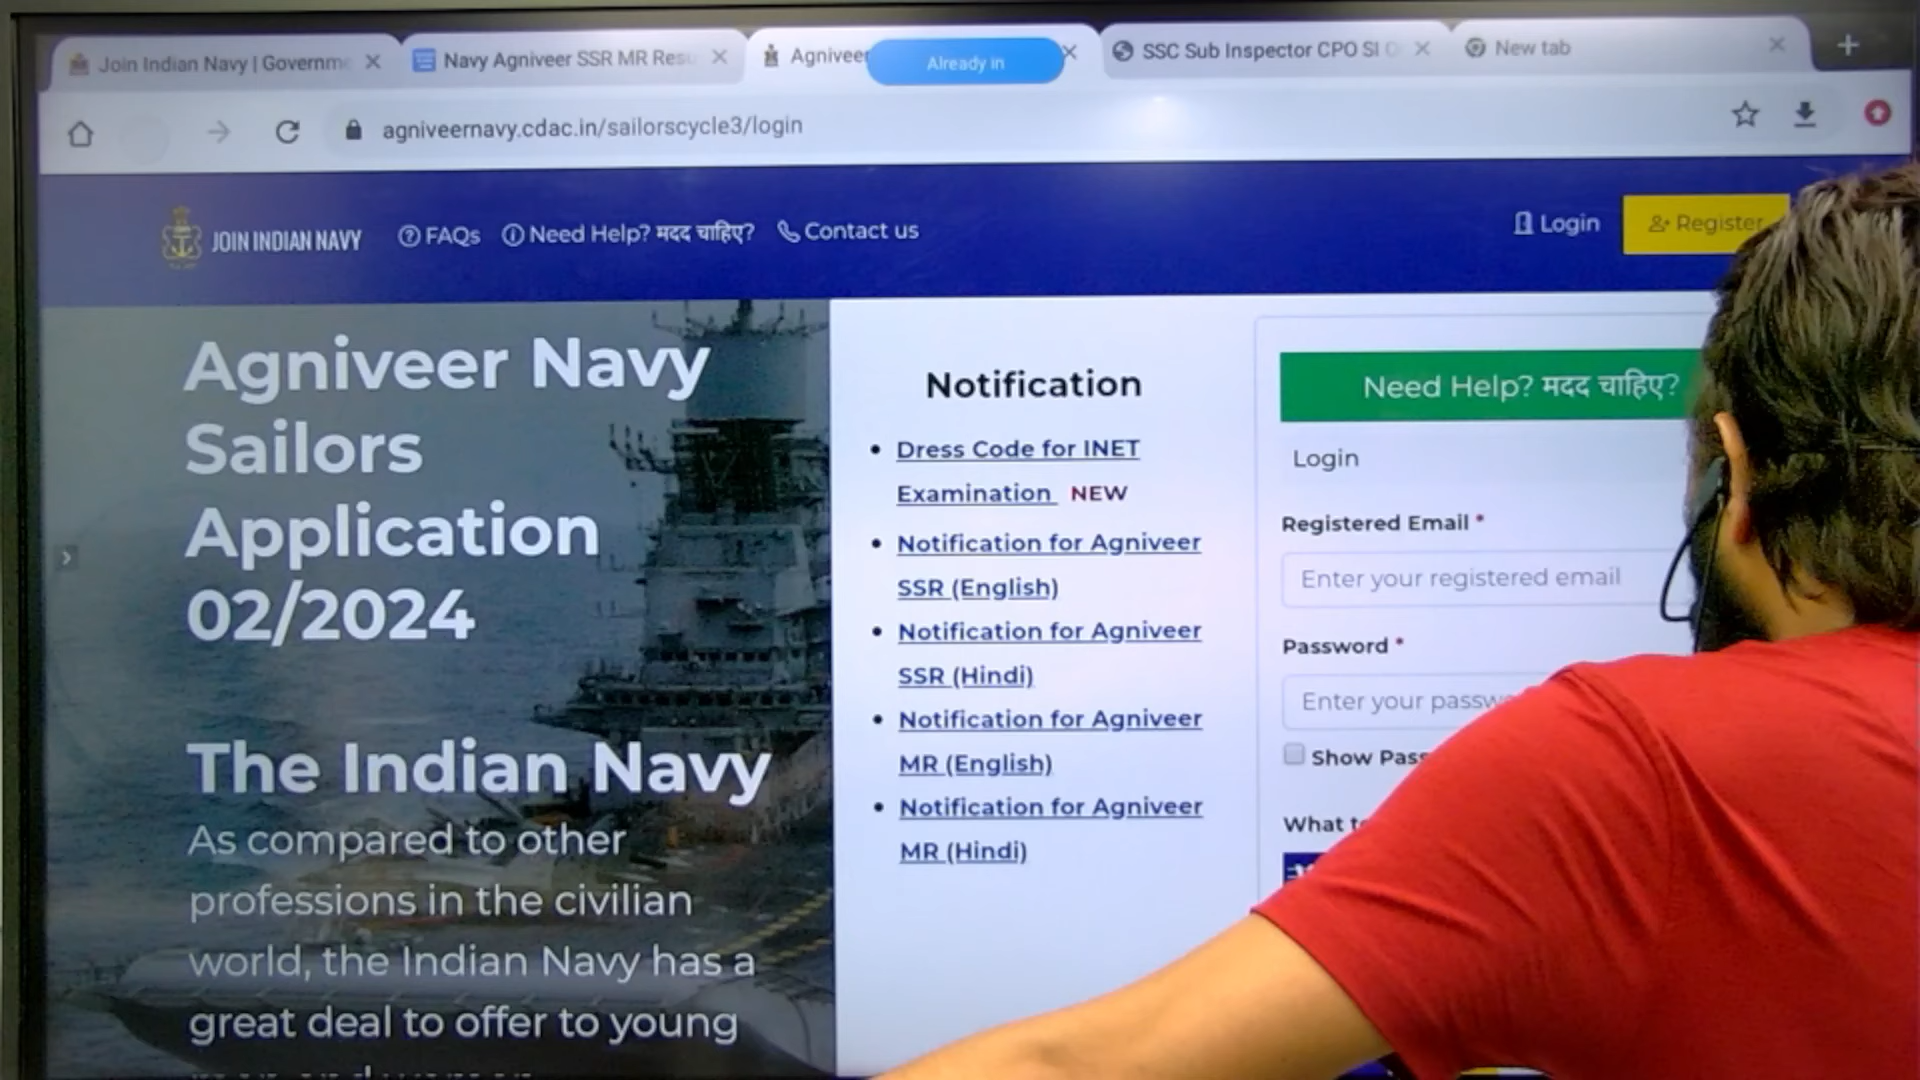 Join Indian Navy | Governme
Navy Agniveer SSR MR Resu
Agniveer
Already in
SSC Sub Inspector CPO SI
New tab
agniveernavy.cdac.in/sailorscycle3/login
JOIN INDIAN NAVY
FAQs
Need Help? मदद चाहिए?
Contact us
Login
Register
Agniveer Navy
Sailors
Application
02/2024
The Indian Navy
As compared to other
professions in the civilian
world, the Indian Navy has a
great deal to offer to young
Notification
Dress Code for INET
Examination NEW
Notification for Agniveer
SSR (English)
Notification for Agniveer
SSR (Hindi)
Notification for Agniveer
MR (English)
Notification for Agniveer
MR (Hindi)
Need Help? मदद चाहिए?
Login
Registered Email *
Enter your registered email
Password *
Enter your passw
Show Pass
What t